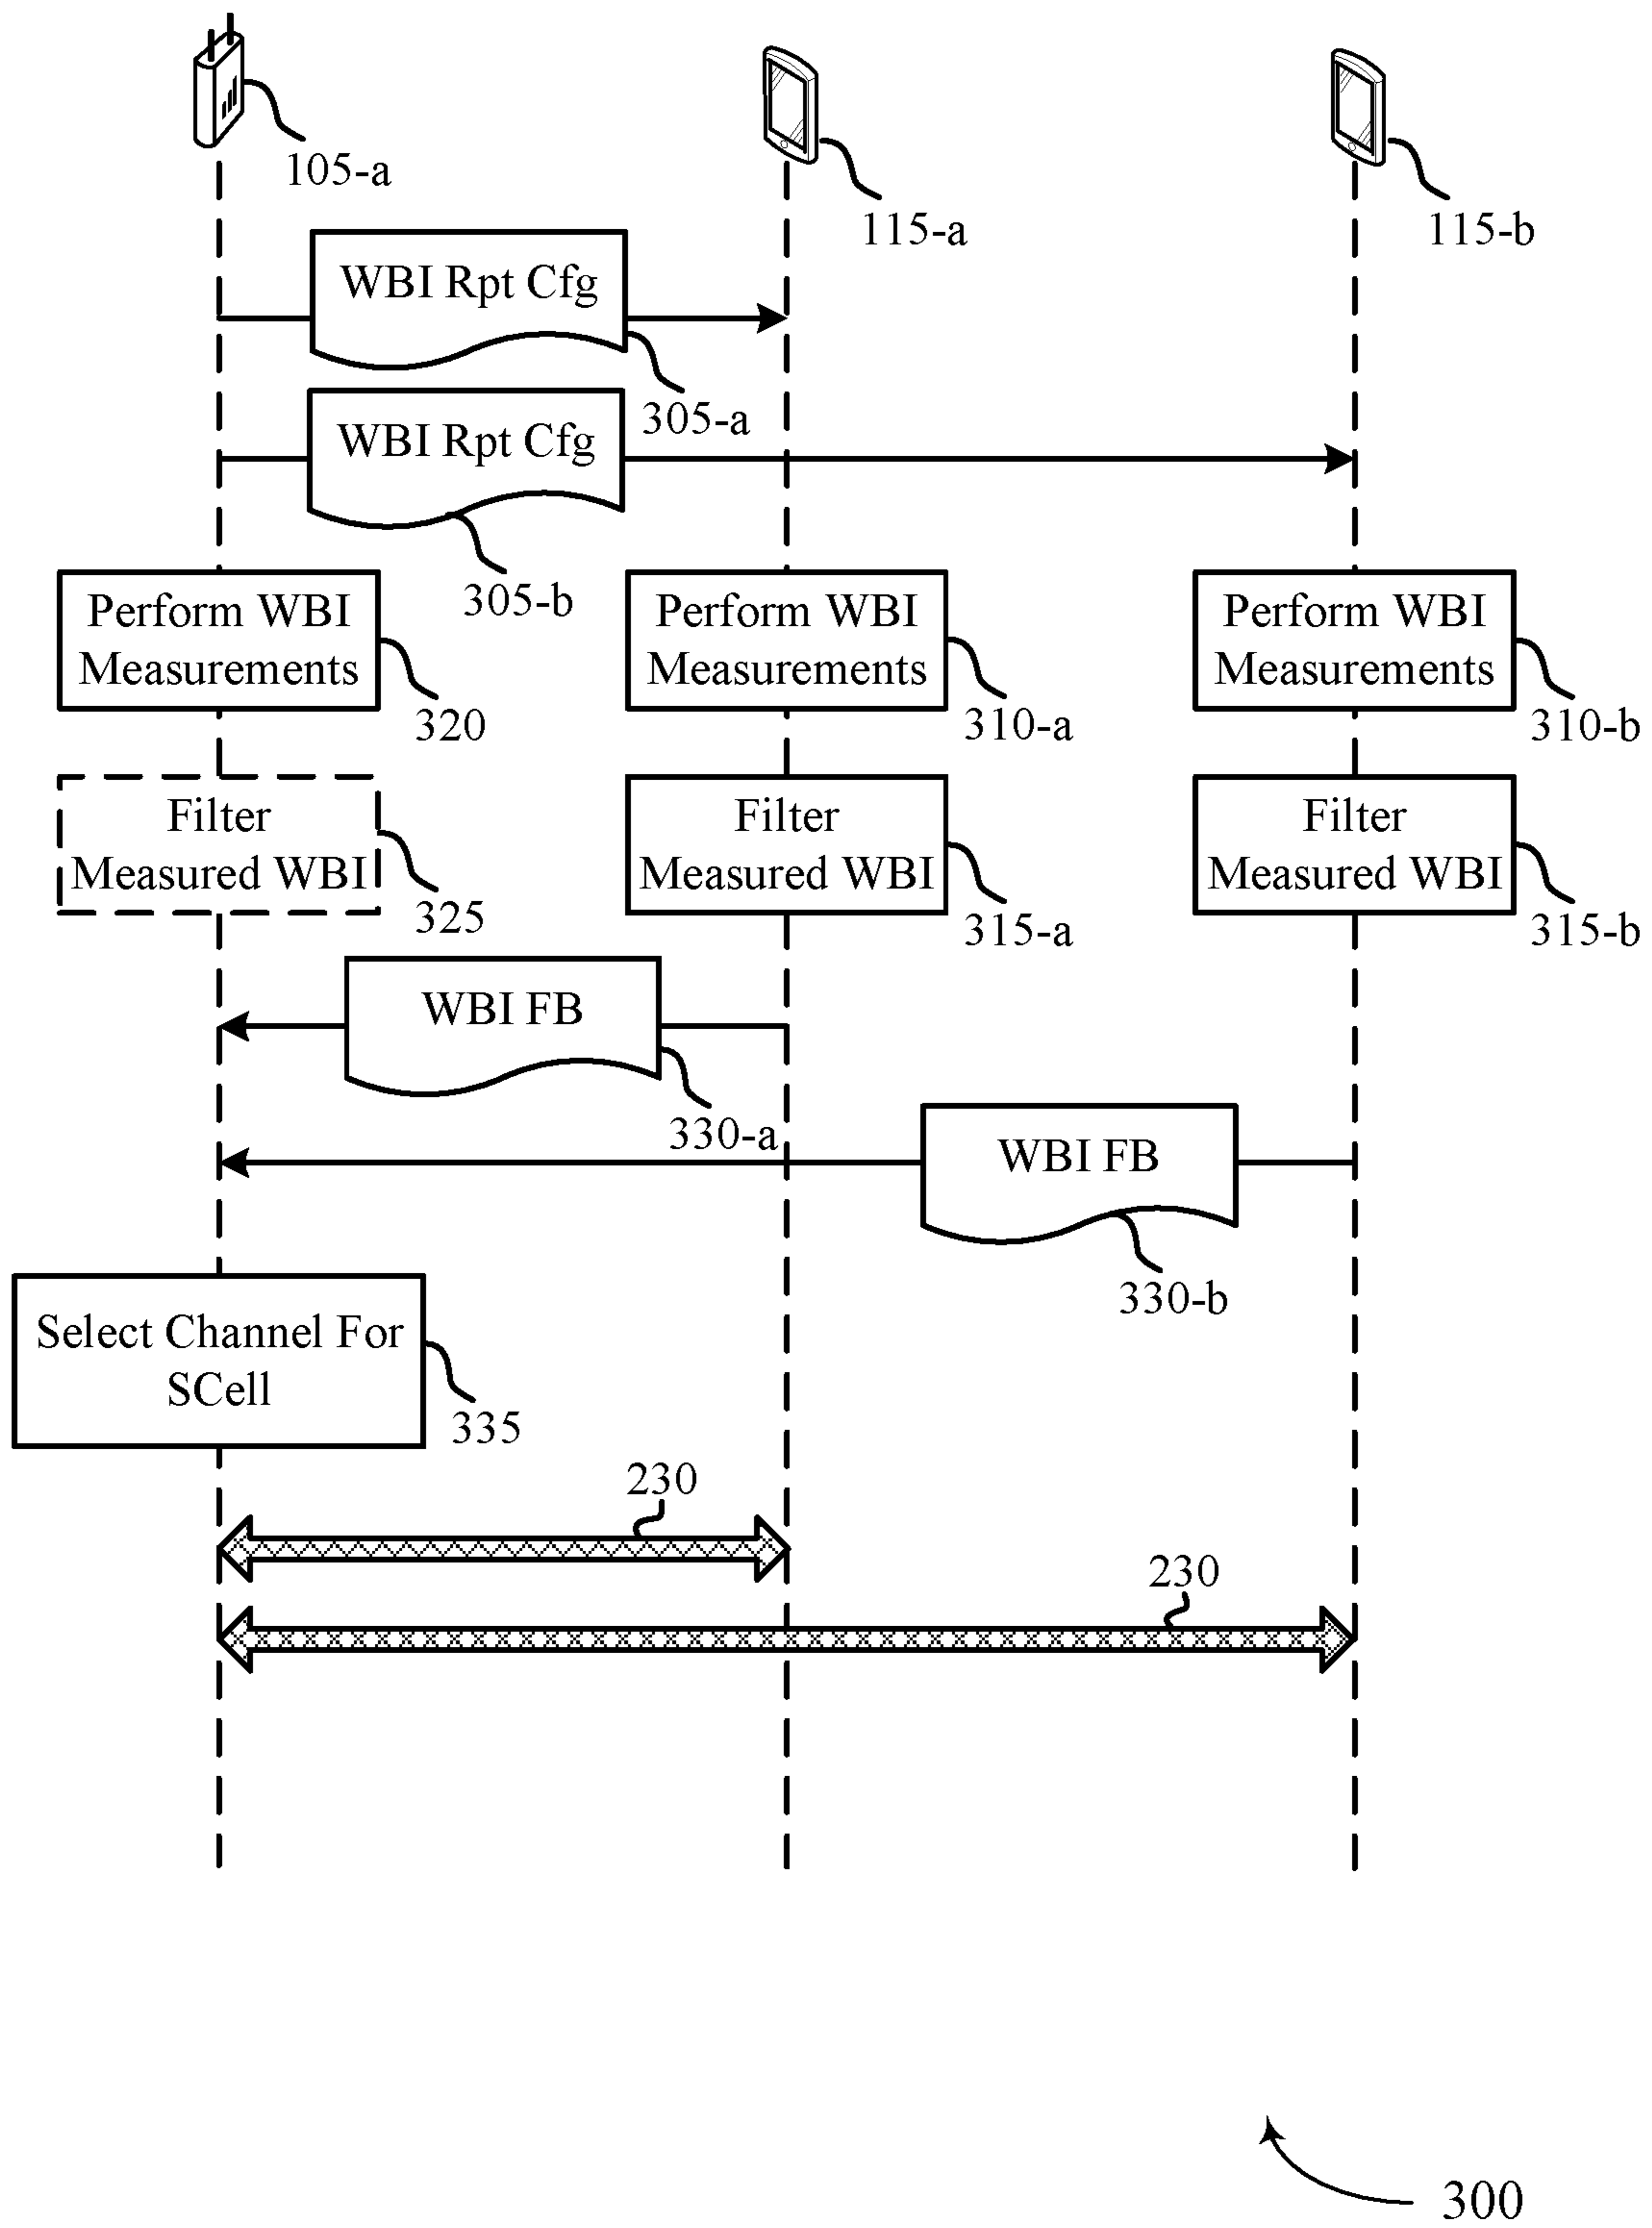 105-a
115-a
115-b
WBI Rpt Cfg
305-a
WBI Rpt Cfg
305-b
Perform WBI
Measurements
320
Perform WBI
Measurements
310-a
Perform WBI
Measurements
310-b
Filter
Measured WBI
325
Filter
Measured WBI
315-a
Filter
Measured WBI
315-b
WBI FB
330-a
WBI FB
330-b
Select Channel For
SCell
335
230
230
300